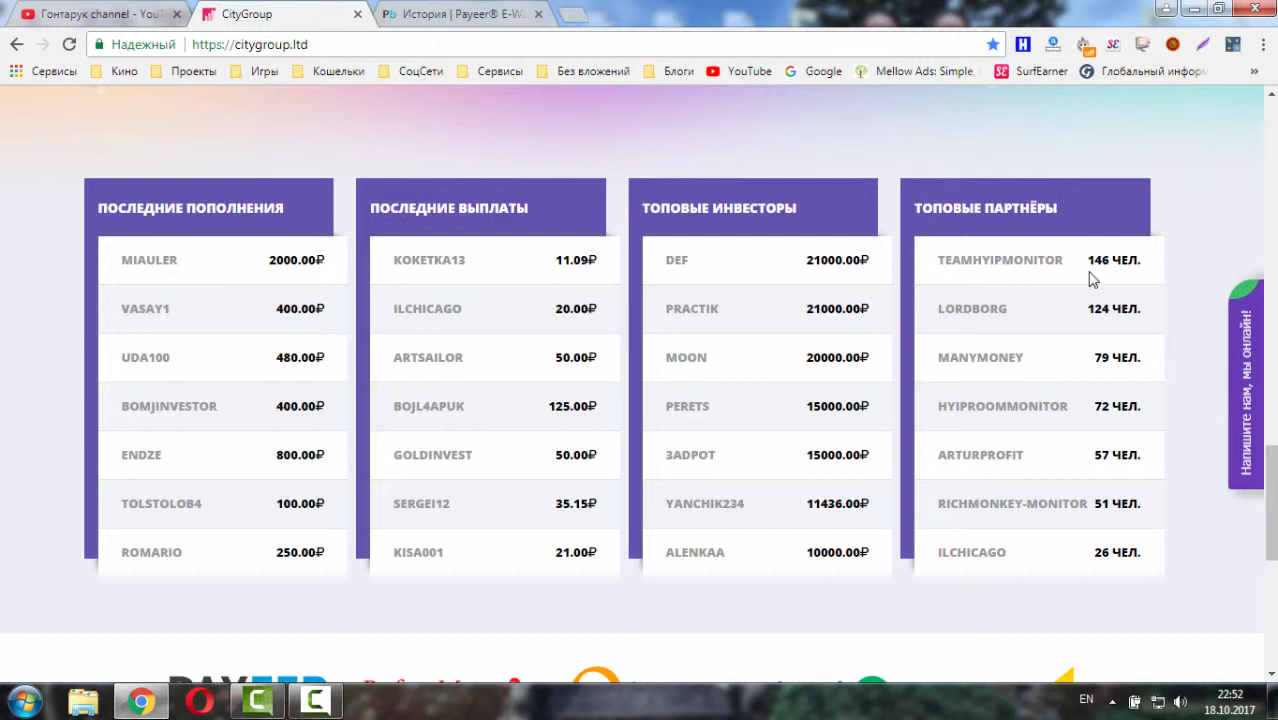 Гонтарук channel - YouT
CityGroup
История | Payeer® E-Wa
Надежный
https://citygroup.ltd
Сервисы
Кино
Проекты
Игры
Кошельки
СоцСети
Сервисы
Без вложений
Блоги
YouTube
Google
Mellow Ads: Simple,
SurfEarner
Глобальный информ
ПОСЛЕДНИЕ ПОПОЛНЕНИЯ
MIAULER 2000.00₽
VASAY1 400.00₽
UDA100 480.00₽
BOMJINVESTOR 400.00₽
ENDZE 800.00₽
TOLSTOLOB4 100.00₽
ROMARIO 250.00₽
ПОСЛЕДНИЕ ВЫПЛАТЫ
KOKETKA13 11.09₽
ILCHICAGO 20.00₽
ARTSAILOR 50.00₽
BOJL4APUK 125.00₽
GOLDINVEST 50.00₽
SERGEI12 35.15₽
KISA001 21.00₽
ТОПОВЫЕ ИНВЕСТОРЫ
DEF 21000.00₽
PRACTIK 21000.00₽
MOON 20000.00₽
PERETS 15000.00₽
3ADPOT 15000.00₽
YANCHIK234 11436.00₽
ALENKAA 10000.00₽
ТОПОВЫЕ ПАРТНЁРЫ
TEAMHYIPMONITOR 146 ЧЕЛ.
LORDBORG 124 ЧЕЛ.
MANYMONEY 79 ЧЕЛ.
HYIPROOMMONITOR 72 ЧЕЛ.
ARTURPROFIT 57 ЧЕЛ.
RICHMONKEY-MONITOR 51 ЧЕЛ.
ILCHICAGO 26 ЧЕЛ.
Напишите нам, мы онлайн!
PAYEER
EN
22:52
18.10.2017